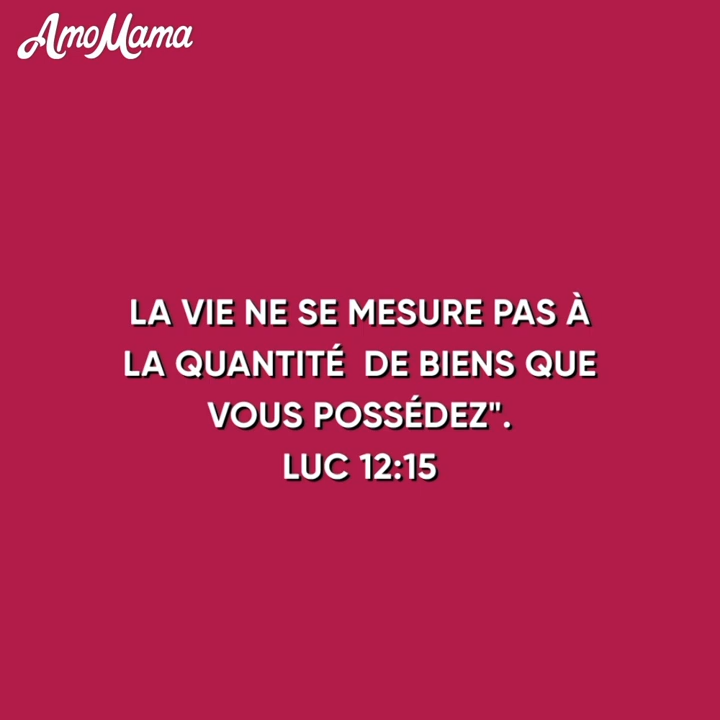 AmoMama
LA VIE NE SE MESURE PAS À
LA QUANTITÉ  DE BIENS QUE
VOUS POSSÉDEZ".
LUC 12:15